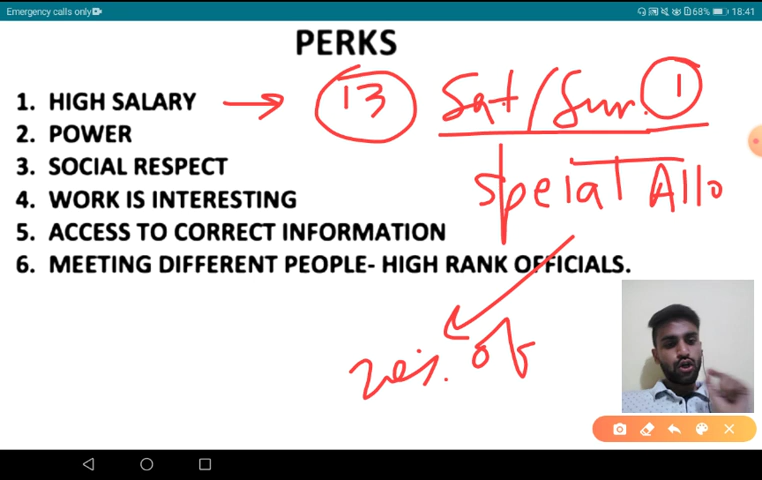 Emergency calls only 68% 18:41
PERKS
1. HIGH SALARY → 13 Sat/Sun. 1
2. POWER
3. SOCIAL RESPECT
Speial Allo
4. WORK IS INTERESTING
5. ACCESS TO CORRECT INFORMATION
6. MEETING DIFFERENT PEOPLE- HIGH RANK OFFICIALS.
of